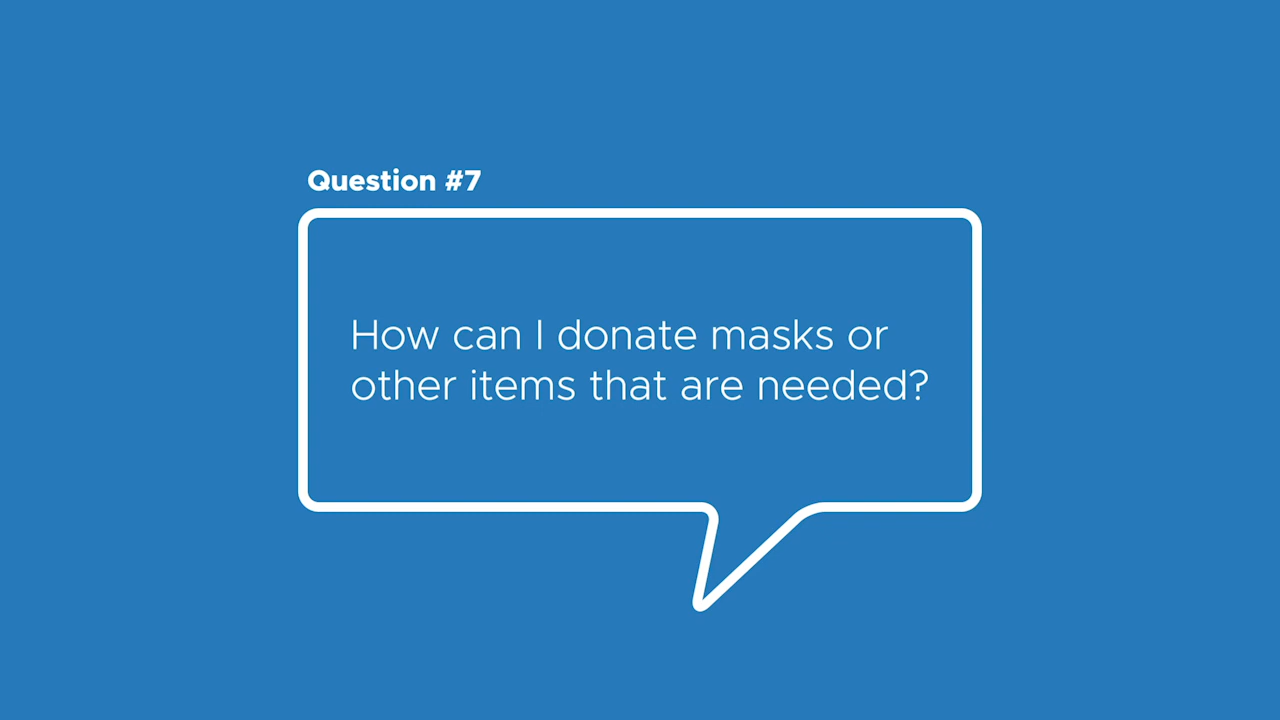 Question #7
How can I donate masks or
other items that are needed?